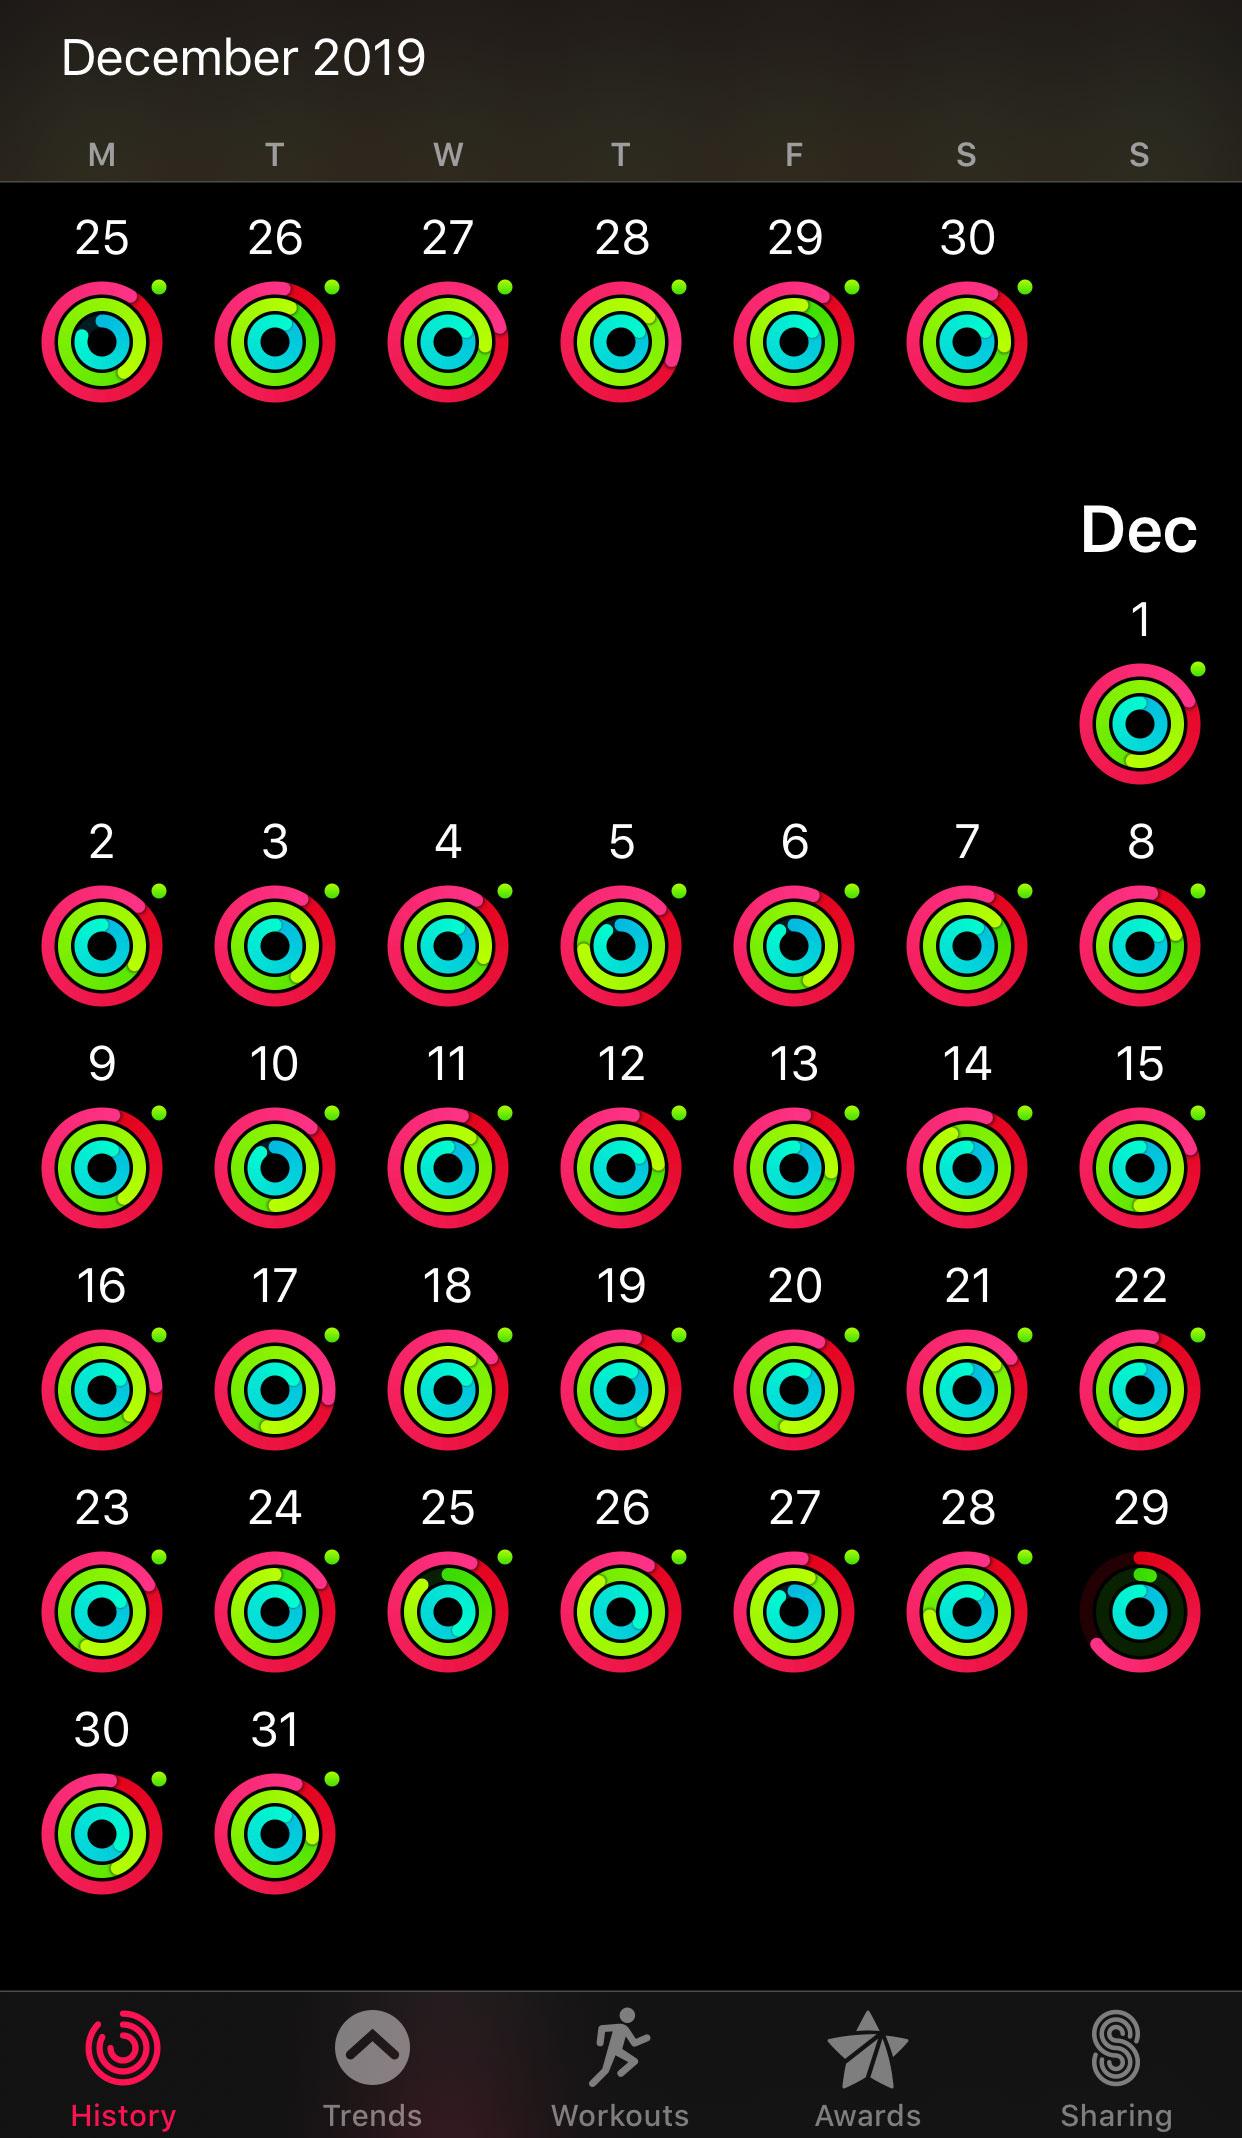 December 2019
M T W T F S S
25 26 27 28 29 30
Dec
1
2 3 4 5 6 7 8
9 10 11 12 13 14 15
16 17 18 19 20 21 22
23 24 25 26 27 28 29
30 31
History Trends Workouts Awards Sharing